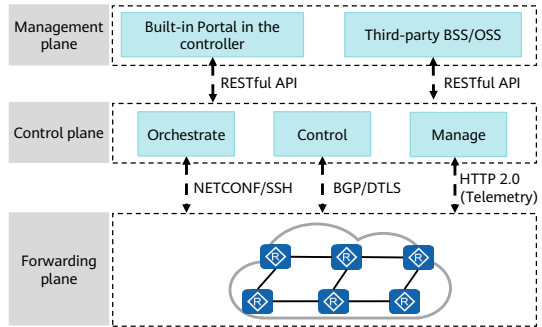 Management
plane
Built-in Portal in the
controller
Third-party BSS/OSS
RESTful API
RESTful API
Control plane
Orchestrate
Control
Manage
NETCONF/SSH
BGP/DTLS
HTTP 2.0
(Telemetry)
Forwarding
plane
R
R
R
R
R
R